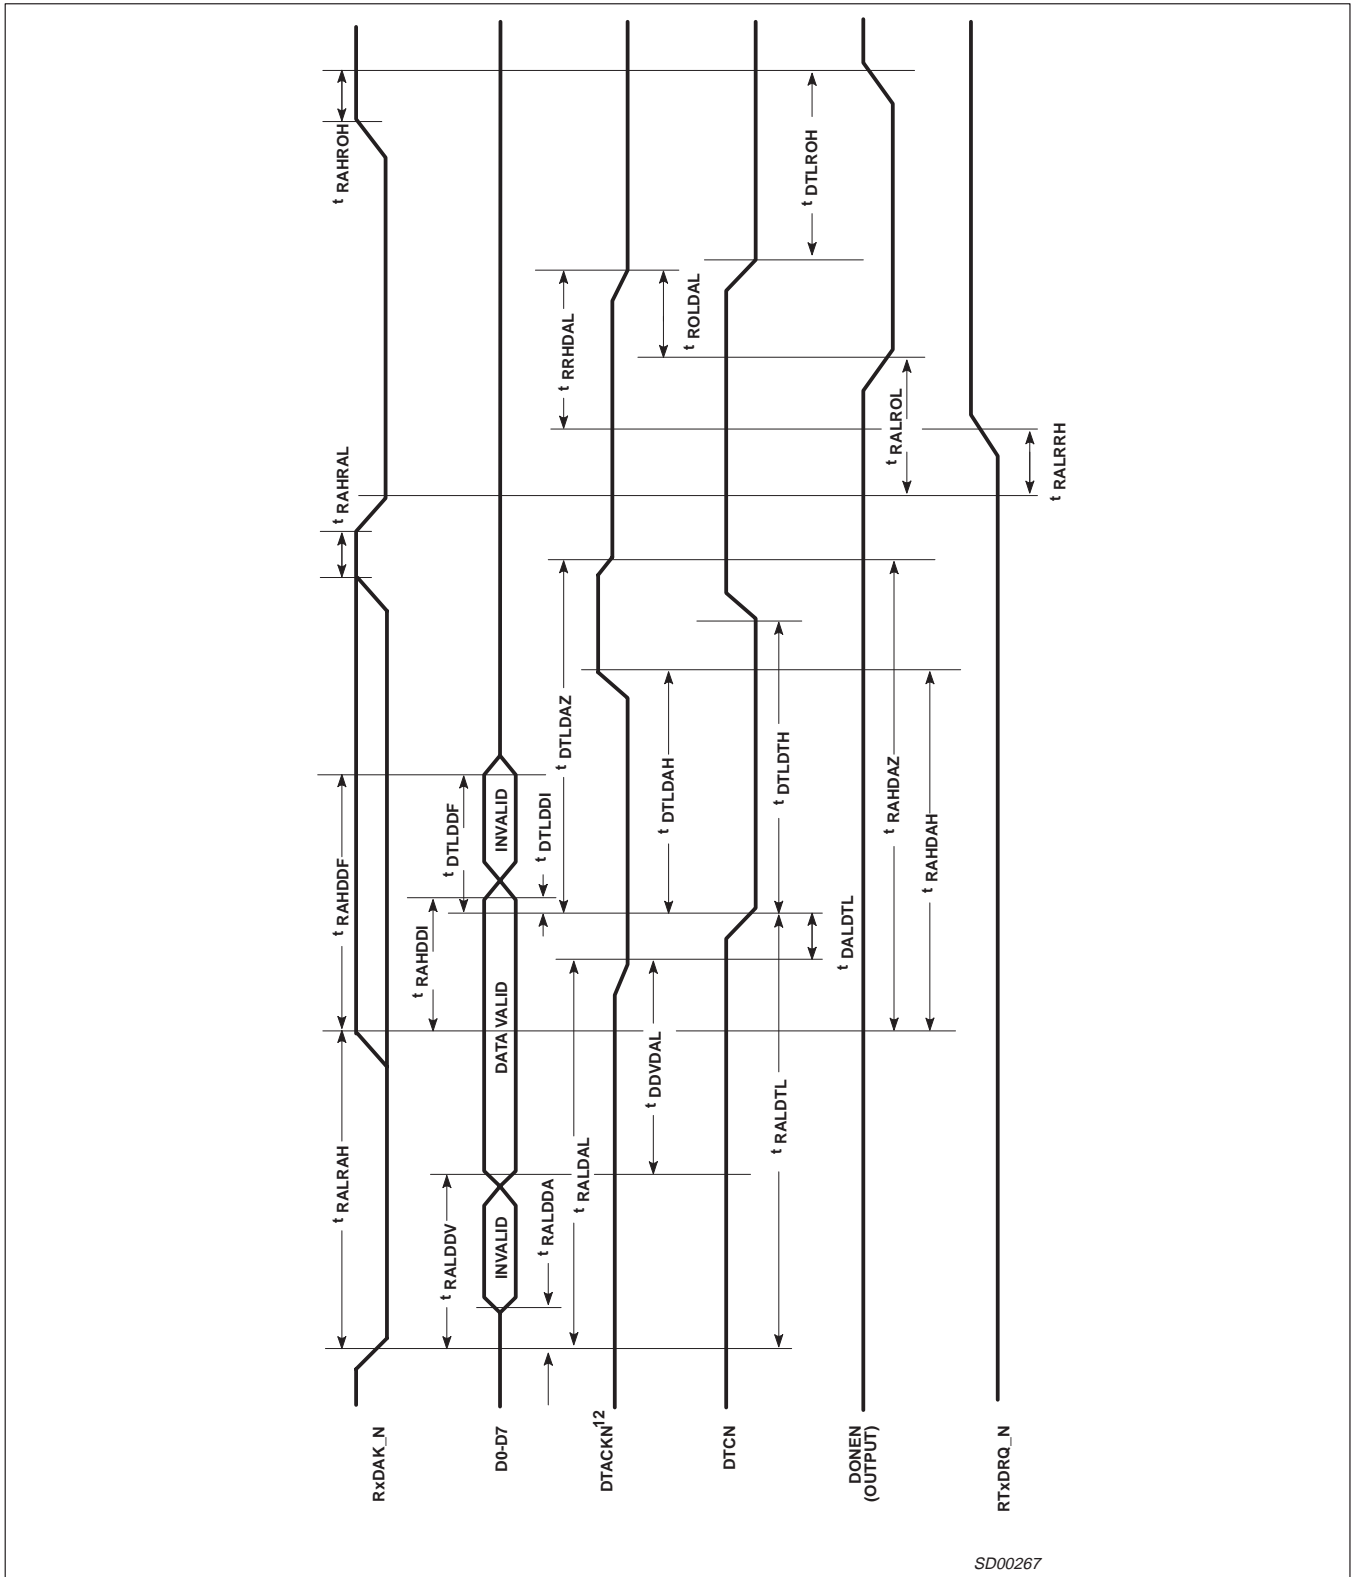 RxDAK_N
t RALRAH
t RAHDDF
t RAHRAL
t RAHROH
t RALDDV
t RAHDDI
t DTLDDF
D0-D7
INVALID
DATA VALID
INVALID
t RALDDA
t DTLDDI
DTACKN12
t RALDAL
t DTLDAZ
t RRHDAL
t DDVDAL
t DTLDAH
t ROLDAL
DTCN
t RALDTL
t DTLDTH
t DALDTL
t DTLROH
DONEN
(OUTPUT)
t RAHDAZ
t RALROL
t RAHDAH
RTxDRQ_N
t RALRRH
SD00267